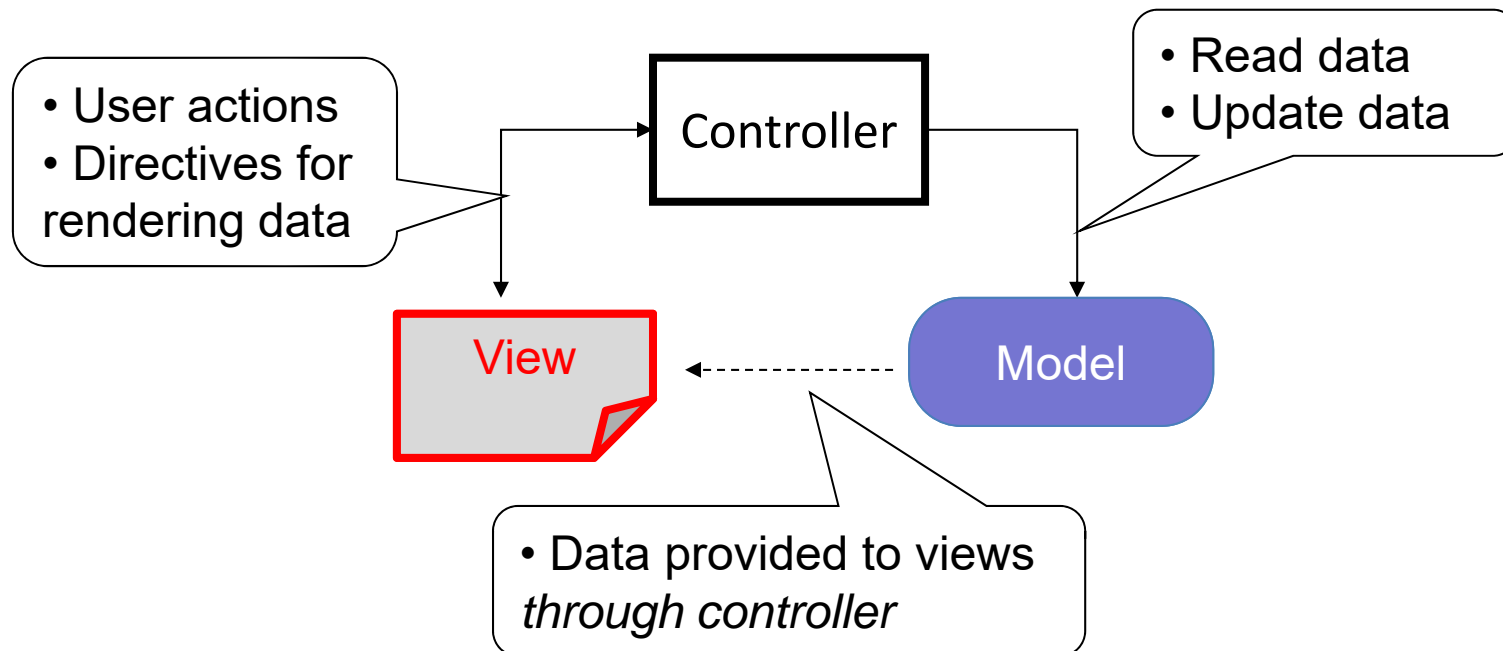 • User actions
• Directives for
rendering data
Controller
• Read data
• Update data
View
Model
• Data provided to views
through controller